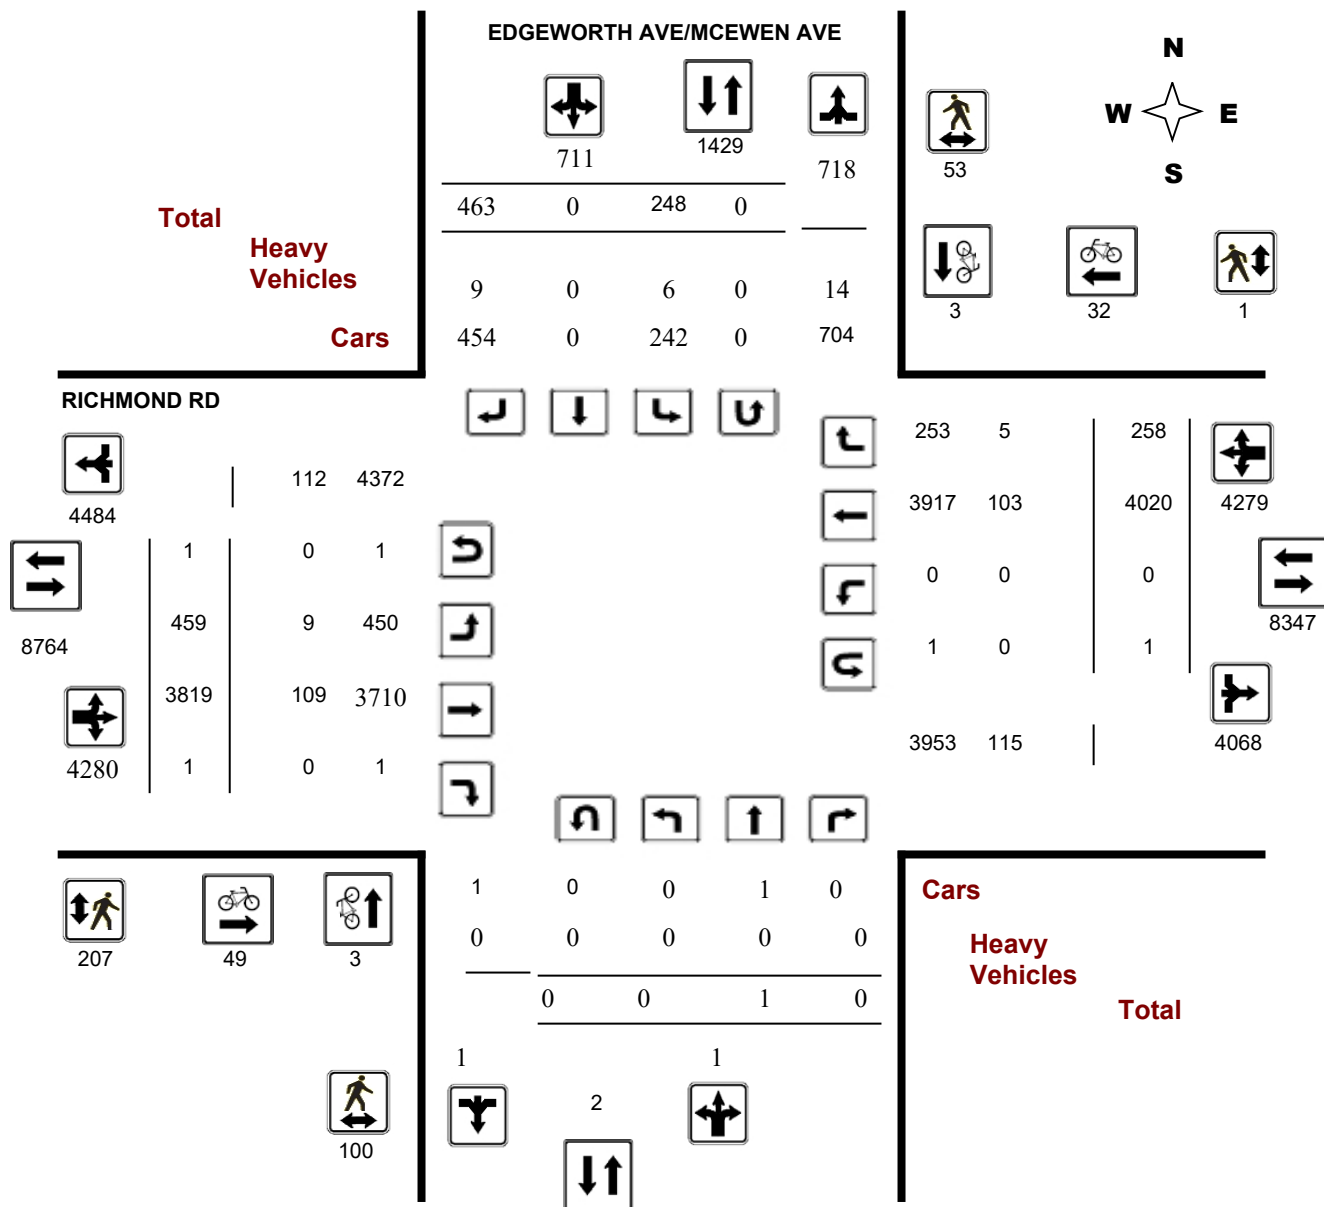 EDGEWORTH AVE/MCEWEN AVE
N
W E
S
711 1429 718 53
463 0 248 0
Total
Heavy
Vehicles
9 0 6 0 14
3 32 1
Cars
454 0 242 0 704
RICHMOND RD
253 5 258
112 4372
4484
3917 103 4020 4279
1 0 1
0 0 0
459 9 450
8764
8347
1 0 1
3819 109 3710
3953 115 4068
4280 1 0 1
1 0 0 1 0
Cars
0 0 0 0 0
Heavy
Vehicles
207 49 3
0 0 1 0
Total
1 1
2
100